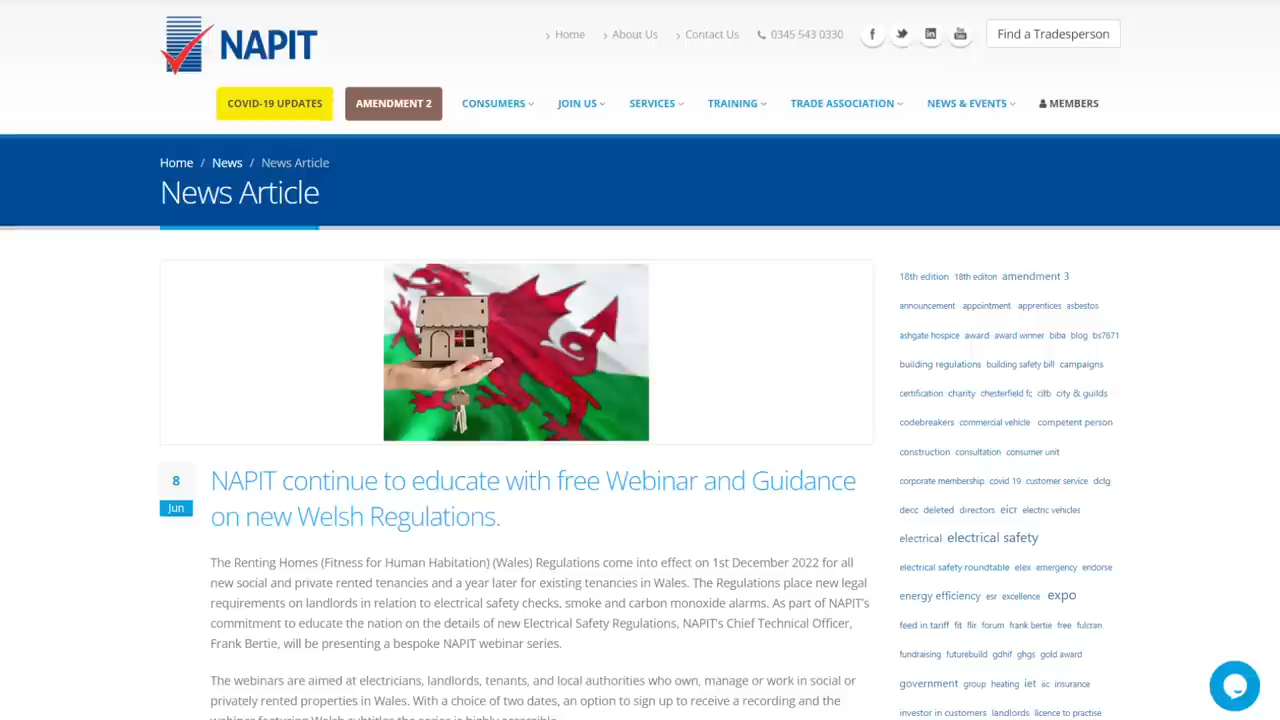 NAPIT
Home About Us Contact Us 0345 543 0330 Find a Tradesperson
COVID-19 UPDATES AMENDMENT 2 CONSUMERS JOIN US SERVICES TRAINING TRADE ASSOCIATION NEWS & EVENTS MEMBERS
Home / News / News Article
News Article
8
Jun
NAPIT continue to educate with free Webinar and Guidance
on new Welsh Regulations.
The Renting Homes (Fitness for Human Habitation) (Wales) Regulations come into effect on 1st December 2022 for all
new social and private rented tenancies and a year later for existing tenancies in Wales. The Regulations place new legal
requirements on landlords in relation to electrical safety checks, smoke and carbon monoxide alarms. As part of NAPIT's
commitment to educate the nation on the details of new Electrical Safety Regulations, NAPIT's Chief Technical Officer,
Frank Bertie, will be presenting a bespoke NAPIT webinar series.
The webinars are aimed at electricians, landlords, tenants, and local authorities who own, manage or work in social or
privately rented properties in Wales. With a choice of two dates, an option to sign up to receive a recording and the
webinar featuring Welsh subtitles the series is highly accessible.
18th edition 18th editon amendment 3
announcement appointment apprentices asbestos
ashgate hospice award award winner biba blog bs7671
building regulations building safety bill campaigns
certification charity chesterfield fc citb city & guilds
codebreakers commercial vehicle competent person
construction consultation consumer unit
corporate membership covid 19 customer service dclg
decc deleted directors eicr electric vehicles
electrical electrical safety
electrical safety roundtable elex emergency endorse
energy efficiency esr excellence expo
feed in tariff fit flir forum frank bertie free fulcran
fundraising futurebuild gdhif ghgs gold award
government group heating iet iic insurance
investor in customers landlords licence to practise